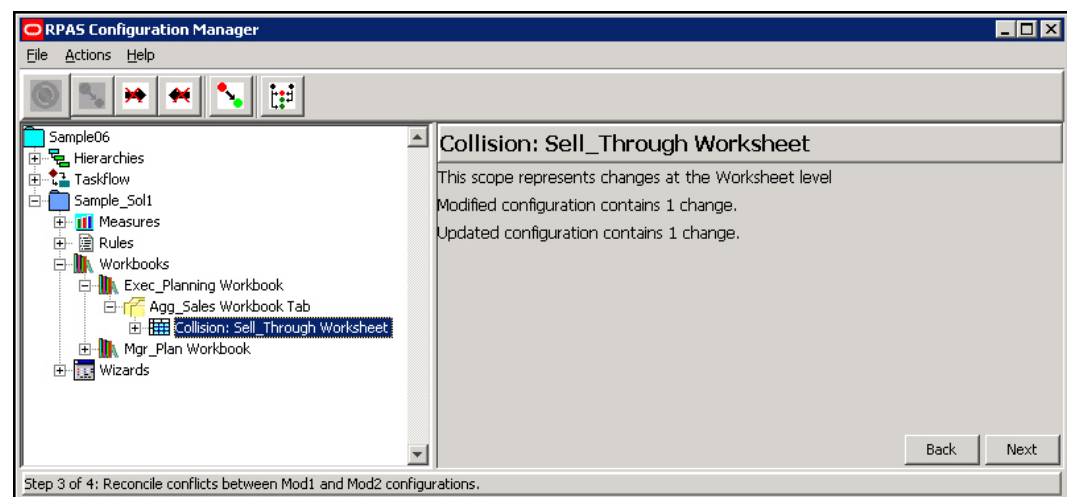 RPAS Configuration Manager
File Actions Help
Sample06
Hierarchies
Taskflow
Sample_Sol1
Measures
Rules
Workbooks
Exec_Planning Workbook
Agg_Sales Workbook Tab
Collision: Sell_Through Worksheet
Mgr_Plan Workbook
Wizards
Collision: Sell_Through Worksheet
This scope represents changes at the Worksheet level
Modified configuration contains 1 change.
Updated configuration contains 1 change.
Back Next
Step 3 of 4: Reconcile conflicts between Mod1 and Mod2 configurations.